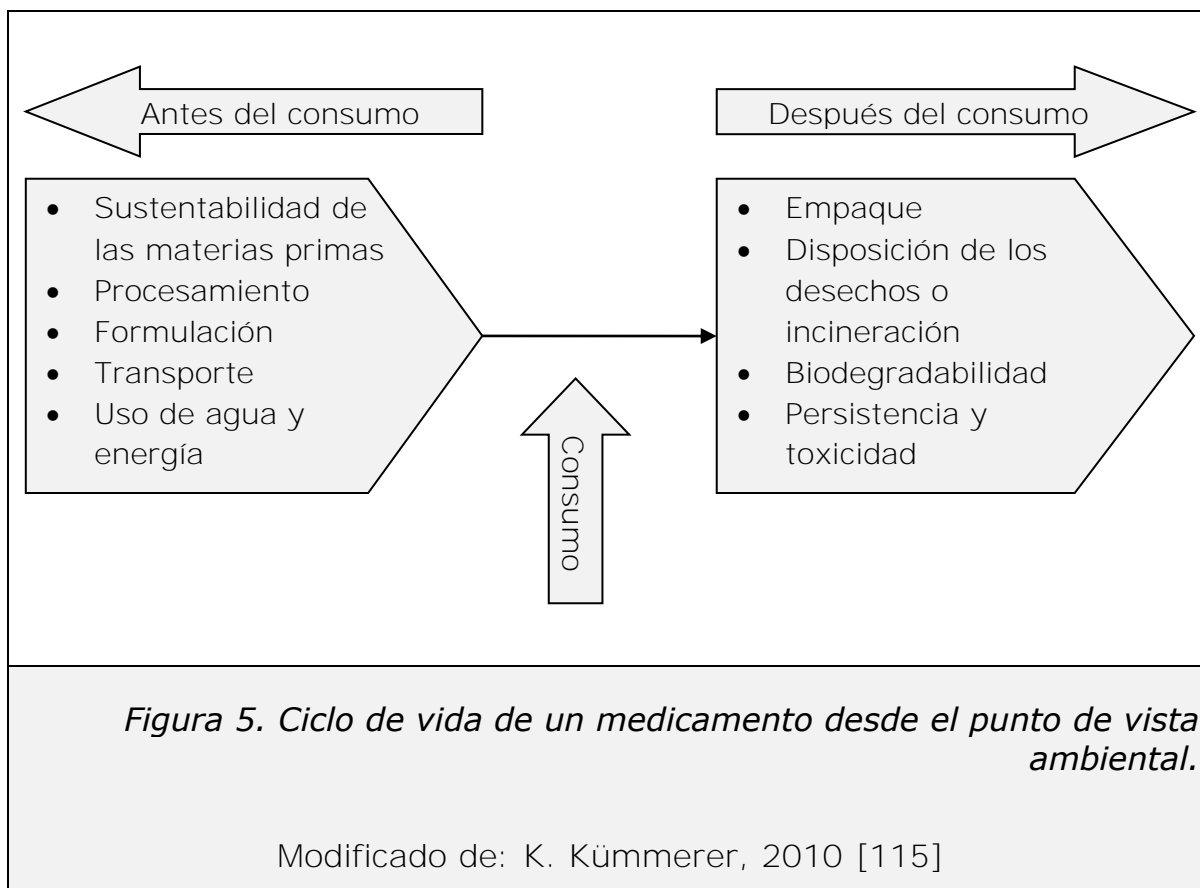 Antes del consumo
Después del consumo
• Sustentabilidad de
las materias primas
• Procesamiento
• Formulación
• Transporte
• Uso de agua y
energía
Consumo
• Empaque
• Disposición de los
desechos o
incineración
• Biodegradabilidad
• Persistencia y
toxicidad
Figura 5. Ciclo de vida de un medicamento desde el punto de vista
ambiental.
Modificado de: K. Kümmerer, 2010 [115]